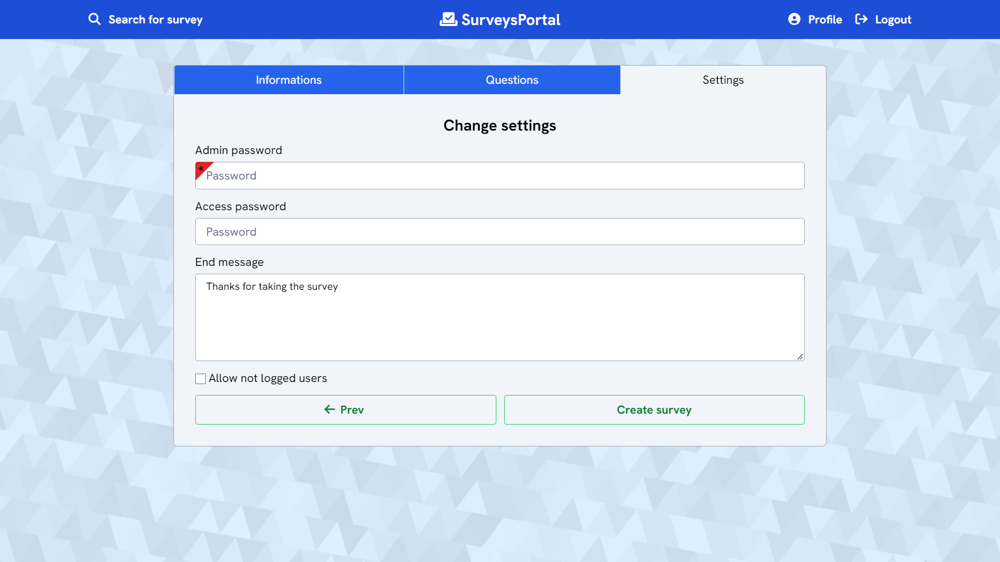 Search for survey
SurveysPortal
Profile
Logout
Informations
Questions
Settings
Change settings
Admin password
*
Password
Access password
Password
End message
Thanks for taking the survey
Allow not logged users
Prev
Create survey